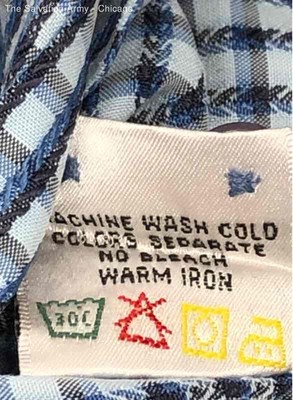 The Salvation Army - Chicago
MACHINE WASH COLD
COLORS SEPARATE
NO BLEACH
WARM IRON
30C